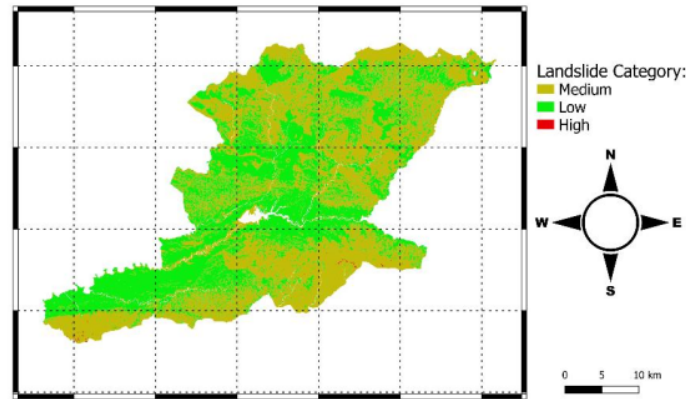 Landslide Category:
Medium
Low
High
N
W E
S
0 5 10 km